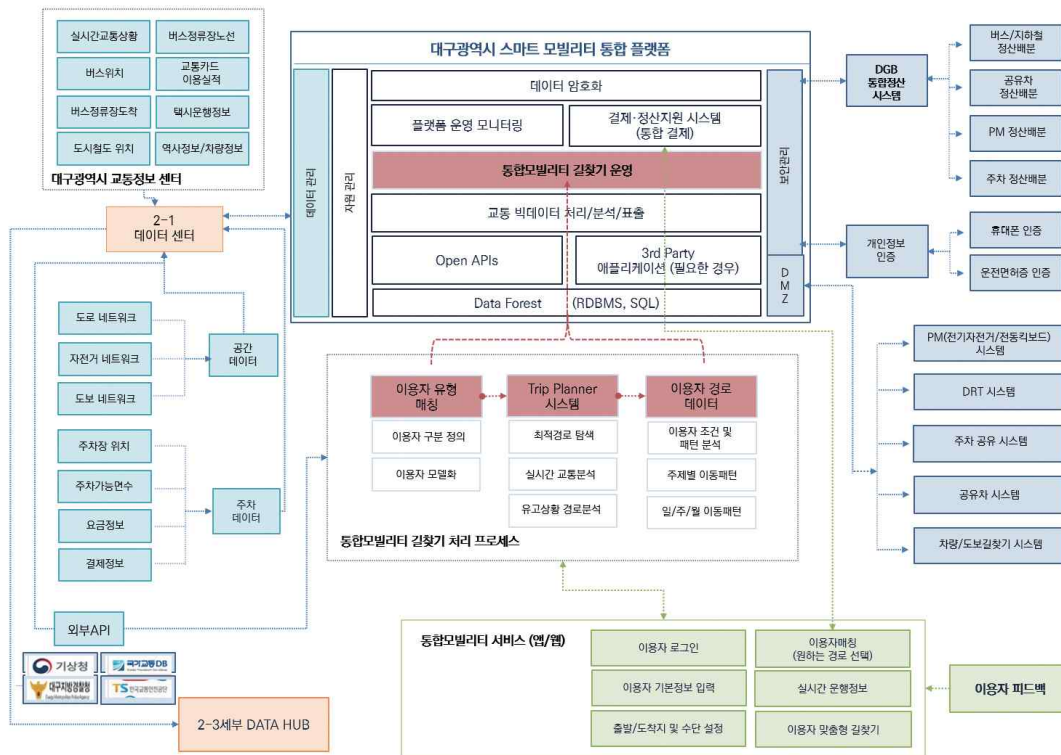 실시간교통상황
버스정류장노선
버스위치
교통카드
이용실적
버스정류장도착
택시운행정보
도시철도 위치
역사정보/차량정보
대구광역시 교통정보 센터
2-1
데이터 센터
도로 네트워크
자전거 네트워크
도보 네트워크
공간
데이터
주차장 위치
주차가능면수
요금정보
결제정보
주차
데이터
외부API
기상청
국가교통DB
대구지방경찰청
TS한국교통안전공단
2-3세부 DATA HUB
대구광역시 스마트 모빌리티 통합 플랫폼
데이터 관리
자원 관리
데이터 암호화
플랫폼 운영 모니터링
결제·정산지원 시스템
(통합 결제)
통합모빌리티 길찾기 운영
교통 빅데이터 처리/분석/표출
Open APIs
3rd Party
애플리케이션 (필요한 경우)
Data Forest (RDBMS, SQL)
보안관리
DMZ
이용자 유형
매칭
이용자 구분 정의
이용자 모델화
Trip Planner
시스템
최적경로 탐색
실시간 교통분석
유고상황 경로분석
이용자 경로
데이터
이용자 조건 및
패턴 분석
주제별 이동패턴
일/주/월 이동패턴
통합모빌리티 길찾기 처리 프로세스
통합모빌리티 서비스 (앱/웹)
이용자 로그인
이용자매칭
(원하는 경로 선택)
이용자 기본정보 입력
실시간 운행정보
출발/도착지 및 수단 설정
이용자 맞춤형 길찾기
이용자 피드백
DGB
통합정산
시스템
버스/지하철
정산배분
공유차
정산배분
PM 정산배분
주차 정산배분
개인정보
인증
휴대폰 인증
운전면허증 인증
PM(전기자전거/전동킥보드)
시스템
DRT 시스템
주차 공유 시스템
공유차 시스템
차량/도보길찾기 시스템